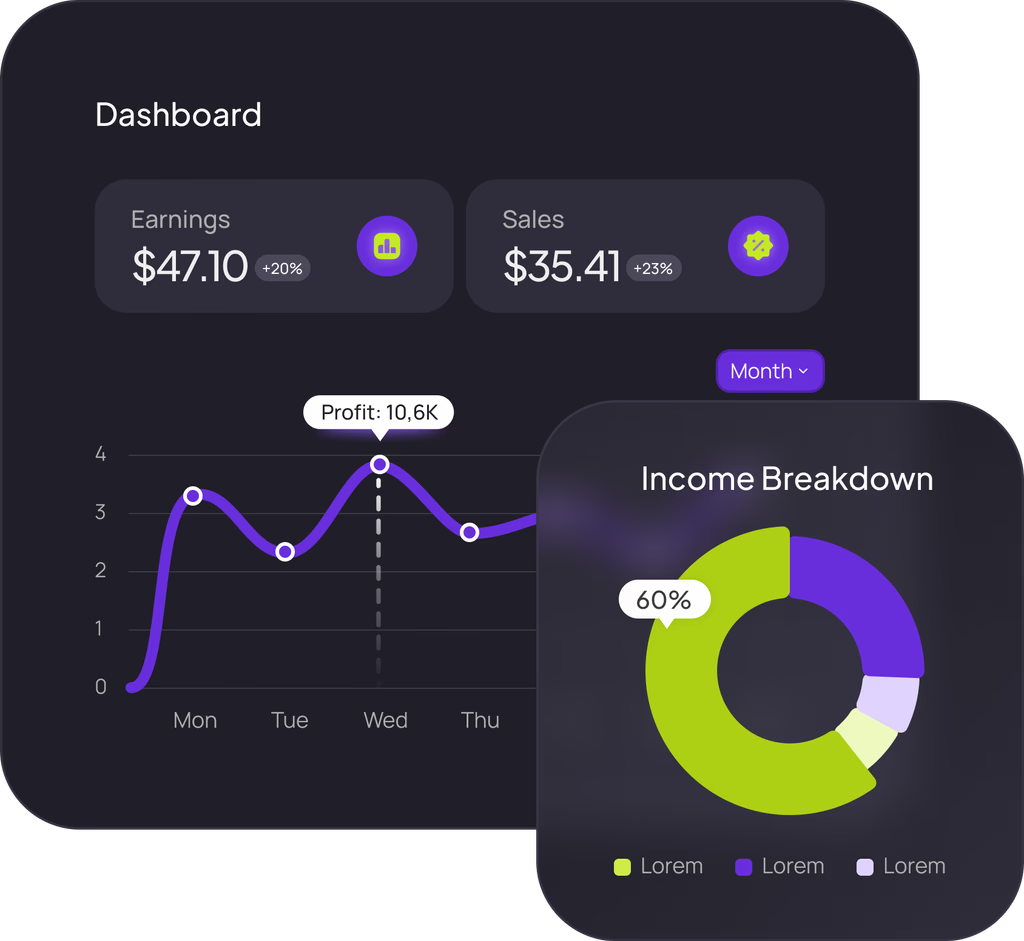 Dashboard
Earnings
$47.10 +20%
Sales
$35.41 +23%
Month
Profit: 10,6K
4
3
2
1
0
Mon Tue Wed Thu
Income Breakdown
60%
Lorem Lorem Lorem